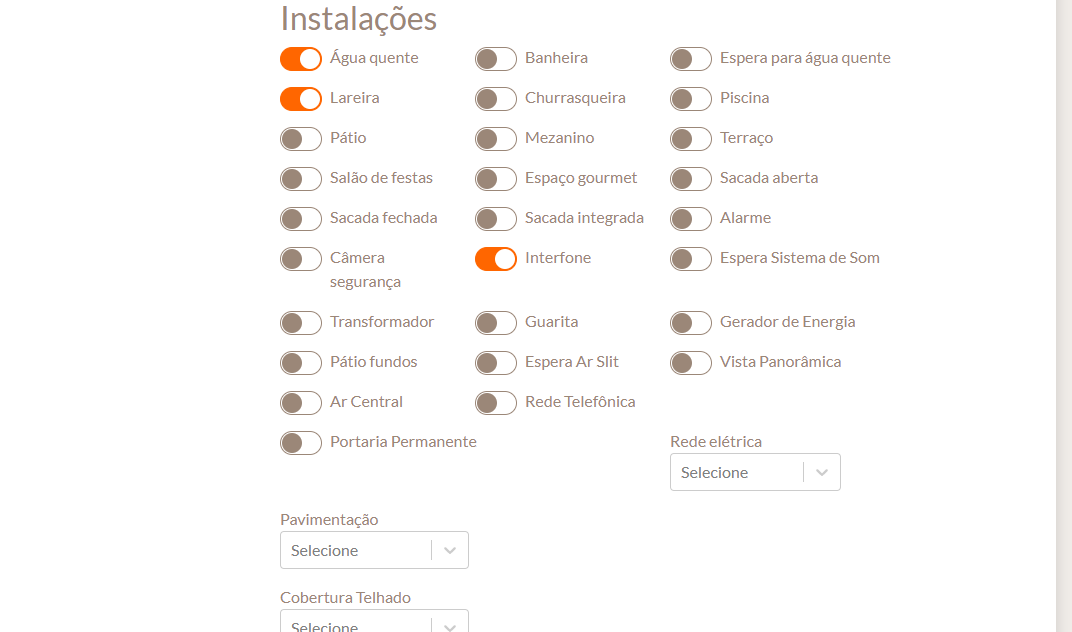 Instalações
Água quente
Banheira
Espera para água quente
Lareira
Churrasqueira
Piscina
Pátio
Mezanino
Terraço
Salão de festas
Espaço gourmet
Sacada aberta
Sacada fechada
Sacada integrada
Alarme
Câmera
segurança
Interfone
Espera Sistema de Som
Transformador
Guarita
Gerador de Energia
Pátio fundos
Espera Ar Slit
Vista Panorâmica
Ar Central
Rede Telefônica
Portaria Permanente
Rede elétrica
Selecione
Pavimentação
Selecione
Cobertura Telhado
Selecione